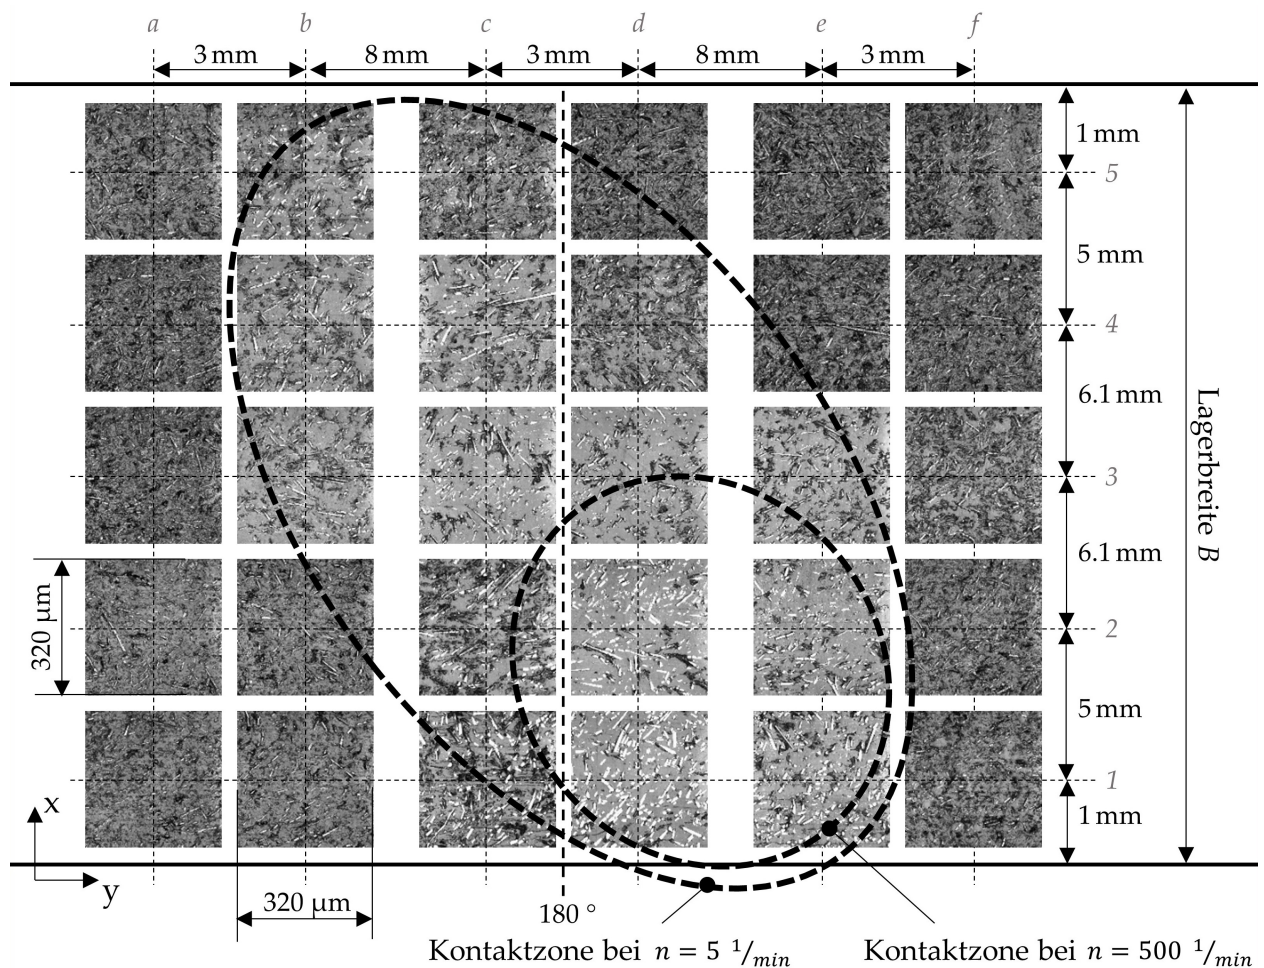 a b c d e f
3 mm 8 mm 3 mm 8 mm 3 mm
1 mm
5
5 mm
4
6.1 mm
Lagerbreite B
3
6.1 mm
320 µm
2
5 mm
1
1 mm
x
y
320 µm
180 °
Kontaktzone bei n = 5 1/min
Kontaktzone bei n = 500 1/min